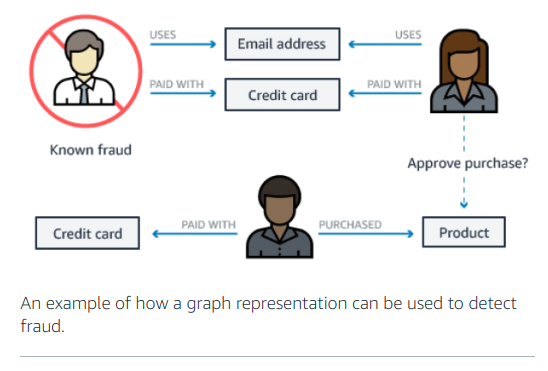 USES
USES
Email address
PAID WITH
PAID WITH
Credit card
Known fraud
Approve purchase?
Credit card
PAID WITH
PURCHASED
Product
An example of how a graph representation can be used to detect
fraud.